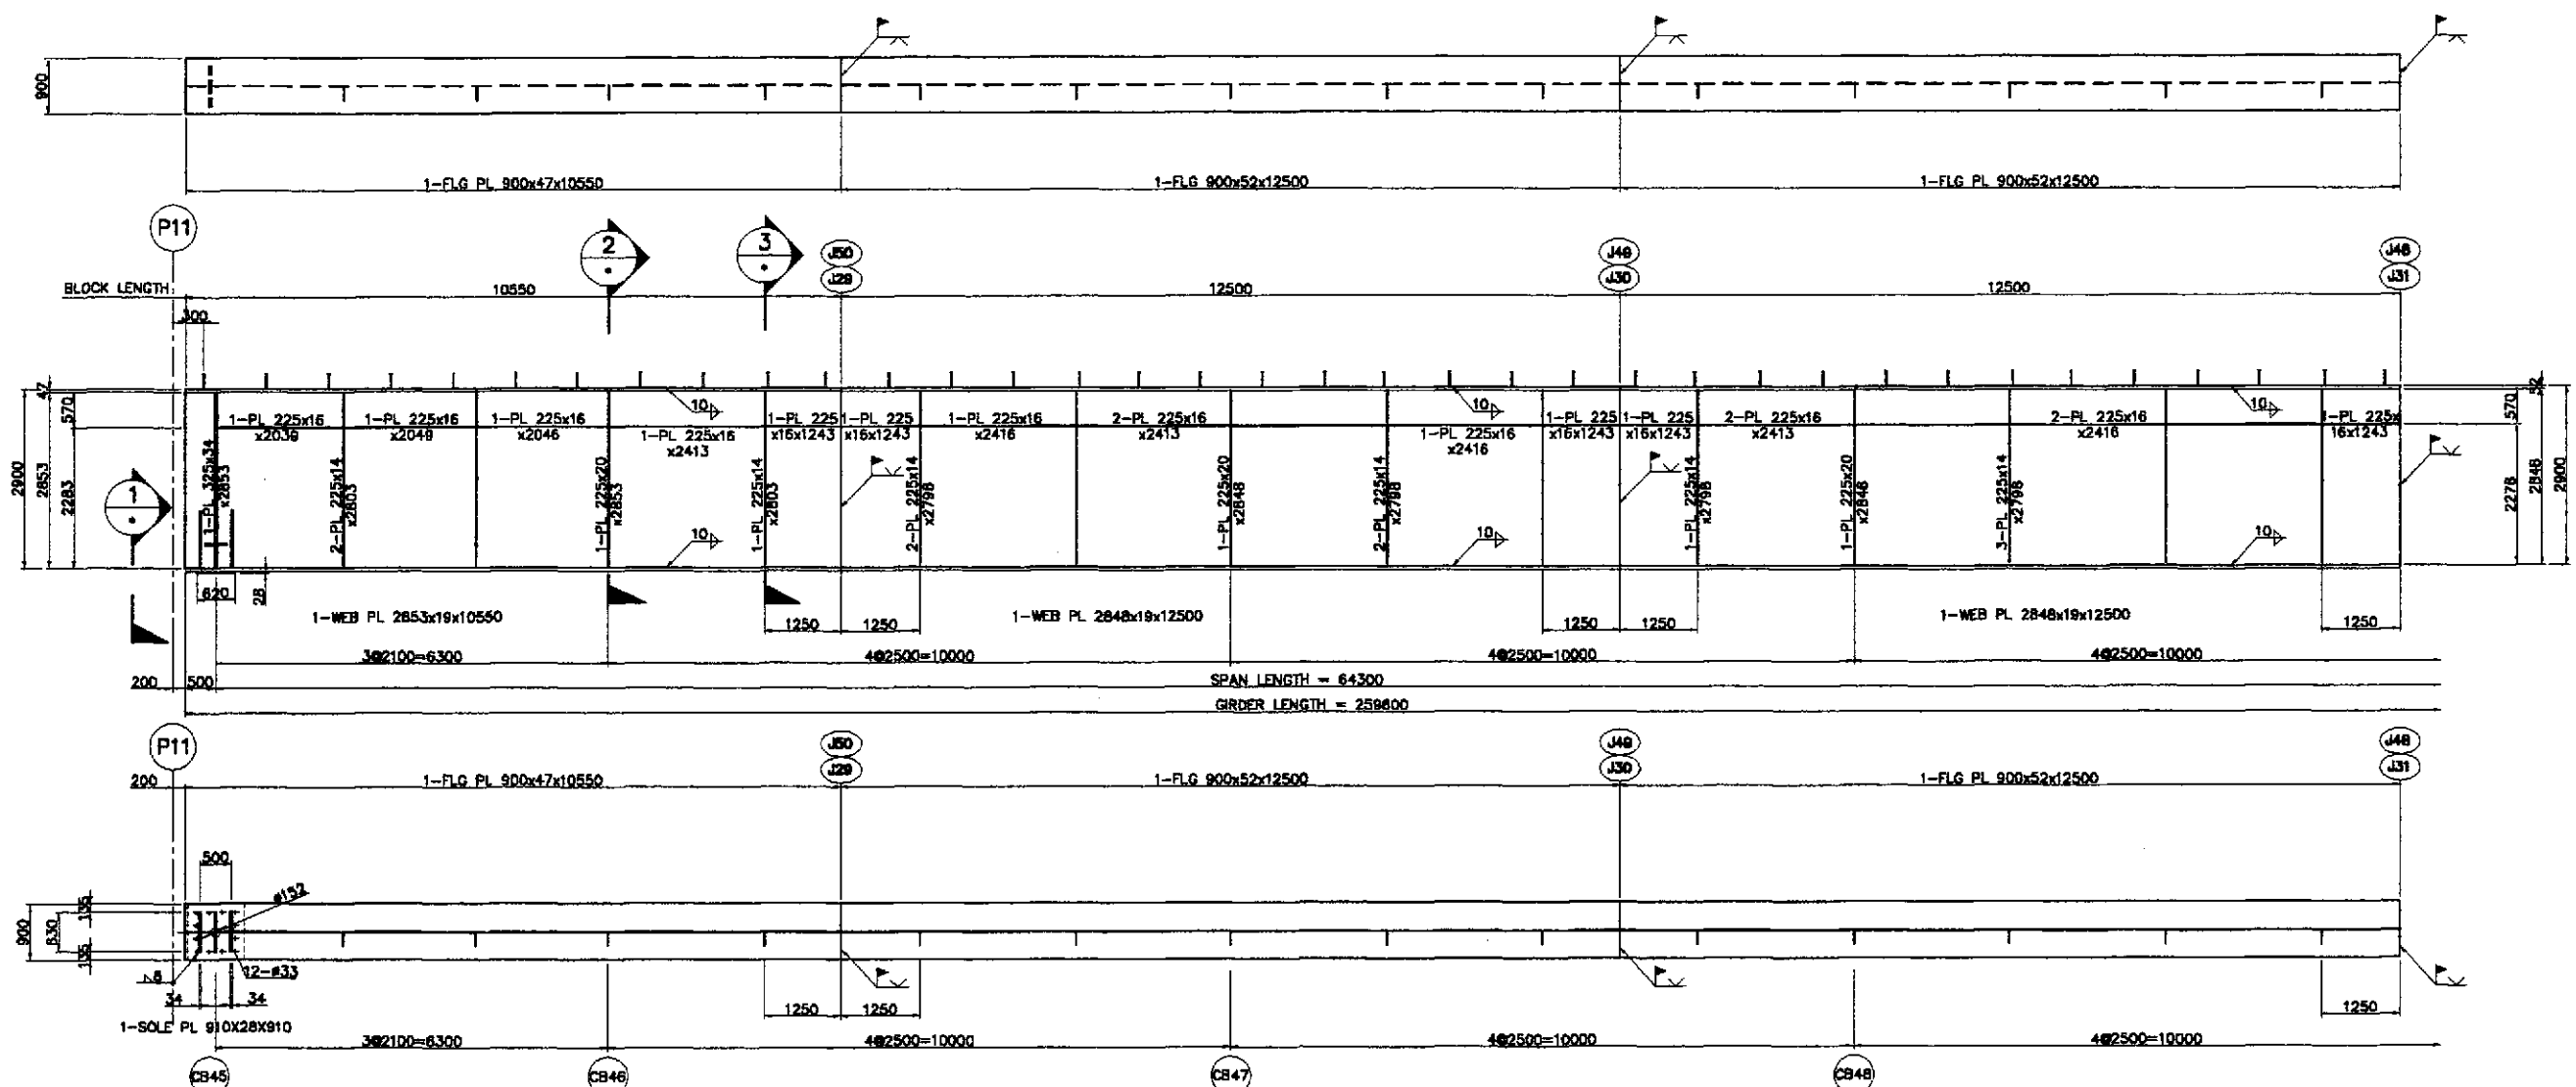 900
1-FLG PL 900x47x10550
1-FLG 900x52x12500
1-FLG PL 900x52x12500
P11
2
3
J50
J29
J49
J30
J48
J31
BLOCK LENGTH
10550
12500
12500
300
47
570
2900
2853
2283
1
1-PL 325x34
x2853
1-PL 225x16
x2039
1-PL 225x16
x2049
1-PL 225x16
x2046
1-PL 225x16
x2413
1-PL 225
x16x1243
1-PL 225
x16x1243
1-PL 225x16
x2416
2-PL 225x16
x2413
1-PL 225x16
x2416
1-PL 225
x16x1243
1-PL 225
x16x1243
2-PL 225x16
x2413
2-PL 225x16
x2416
1-PL 225x
16x1243
10
10
10
10
10
10
2-PL 225x14
x2803
1-PL 225x20
x2853
1-PL 225x14
x2803
2-PL 225x14
x2798
1-PL 225x20
x2848
2-PL 225x14
x2798
1-PL 225x14
x2798
1-PL 225x20
x2848
3-PL 225x14
x2798
52
570
2278
2848
2900
620
28
1-WEB PL 2853x19x10550
1-WEB PL 2848x19x12500
1-WEB PL 2848x19x12500
1250
1250
1250
1250
1250
3@2100=6300
4@2500=10000
4@2500=10000
4@2500=10000
200
500
SPAN LENGTH = 64300
GIRDER LENGTH = 259800
P11
J50
J29
J49
J30
J48
J31
200
1-FLG PL 900x47x10550
1-FLG 900x52x12500
1-FLG PL 900x52x12500
500
ø152
900
135
630
135
8
12-ø33
34
34
1-SOLE PL 910X28X910
1250
1250
1250
3@2100=6300
4@2500=10000
4@2500=10000
4@2500=10000
CB45
CB46
CB47
CB48